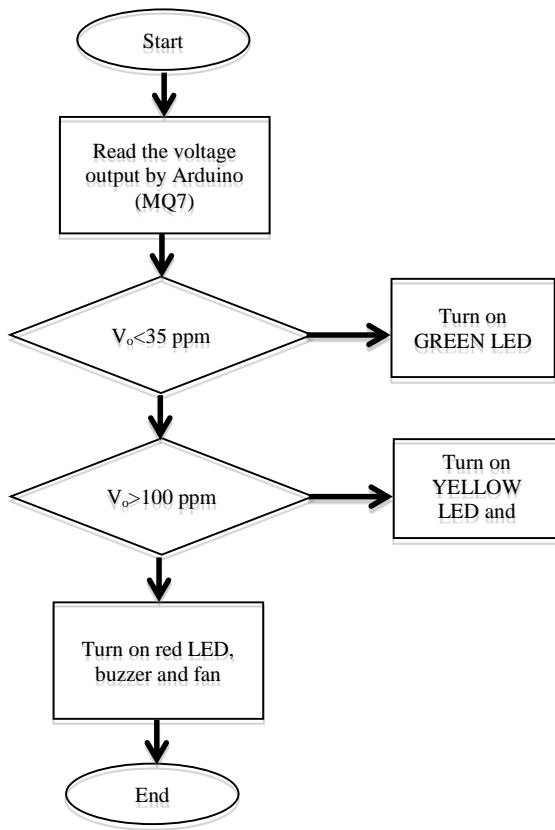 Start
Read the voltage
output by Arduino
(MQ7)
Vₒ<35 ppm
Turn on
GREEN LED
Vₒ>100 ppm
Turn on
YELLOW
LED and
Turn on red LED,
buzzer and fan
End